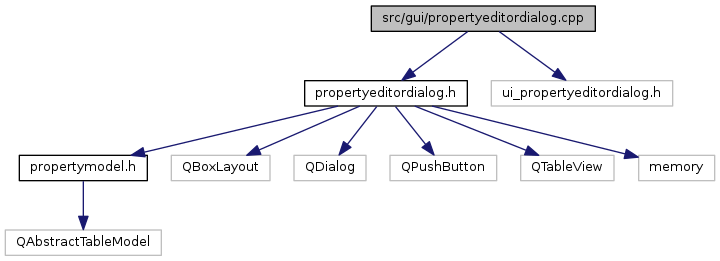 src/gui/propertyeditordialog.cpp
propertyeditordialog.h
ui_propertyeditordialog.h
propertymodel.h
QBoxLayout
QDialog
QPushButton
QTableView
memory
QAbstractTableModel